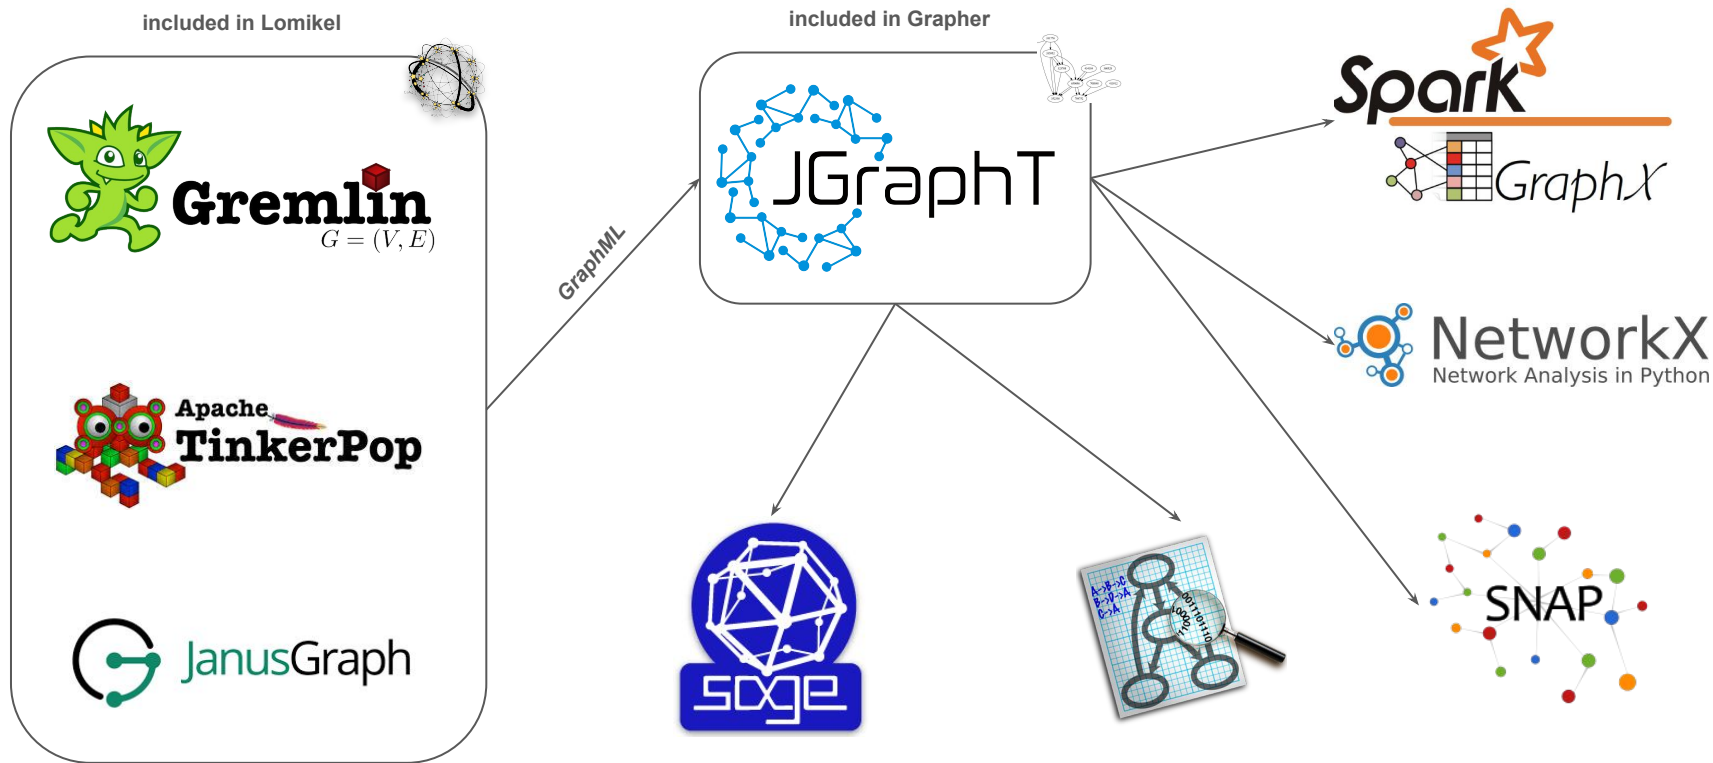 included in Lomikel
Gremlin
G = (V, E)
Apache
TinkerPop
JanusGraph
GraphML
included in Grapher
JGraphT
sage
A->B->C
B->D->A
C->A
Spark
GraphX
NetworkX
Network Analysis in Python
SNAP